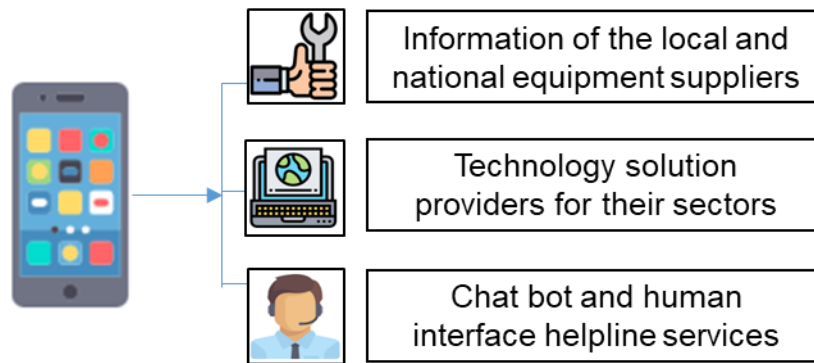 Information of the local and
national equipment suppliers
Technology solution
providers for their sectors
Chat bot and human
interface helpline services